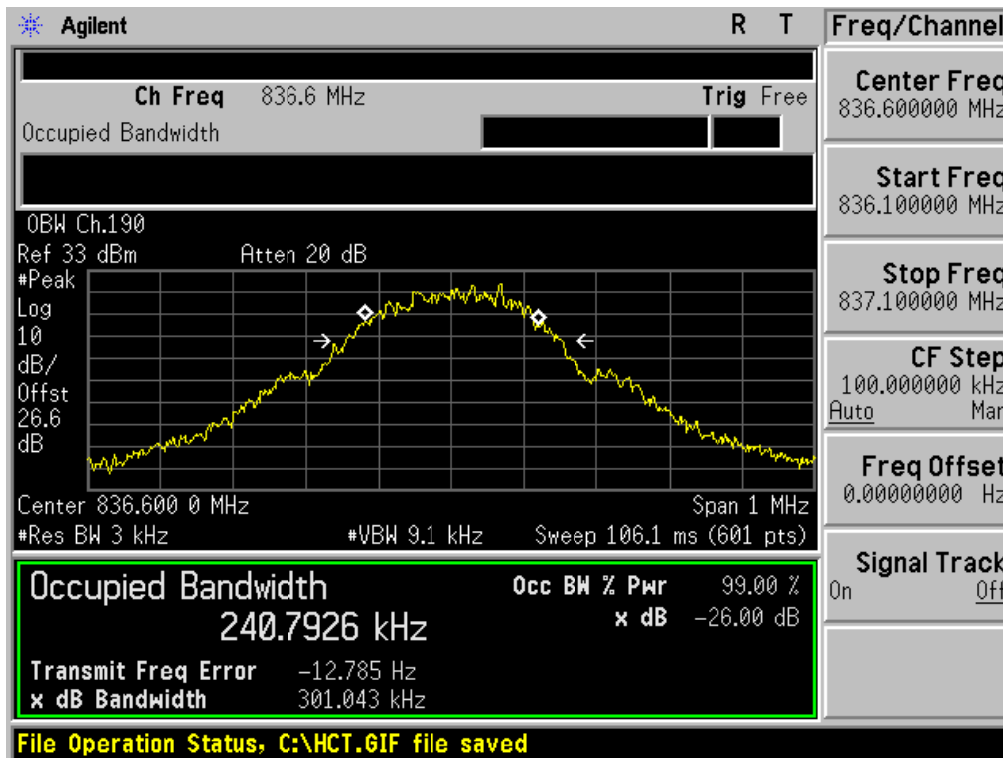 Agilent R T
Ch Freq 836.6 MHz Trig Free
Occupied Bandwidth
OBW Ch.190
Ref 33 dBm Atten 20 dB
#Peak
Log
10
dB/
Offst
26.6
dB
Center 836.600 0 MHz Span 1 MHz
#Res BW 3 kHz #VBW 9.1 kHz Sweep 106.1 ms (601 pts)
Occupied Bandwidth Occ BW % Pwr 99.00 %
240.7926 kHz x dB -26.00 dB
Transmit Freq Error -12.785 Hz
x dB Bandwidth 301.043 kHz
File Operation Status, C:\HCT.GIF file saved
Freq/Channel
Center Freq
836.600000 MHz
Start Freq
836.100000 MHz
Stop Freq
837.100000 MHz
CF Step
100.000000 kHz
Auto Man
Freq Offset
0.00000000 Hz
Signal Track
On Off